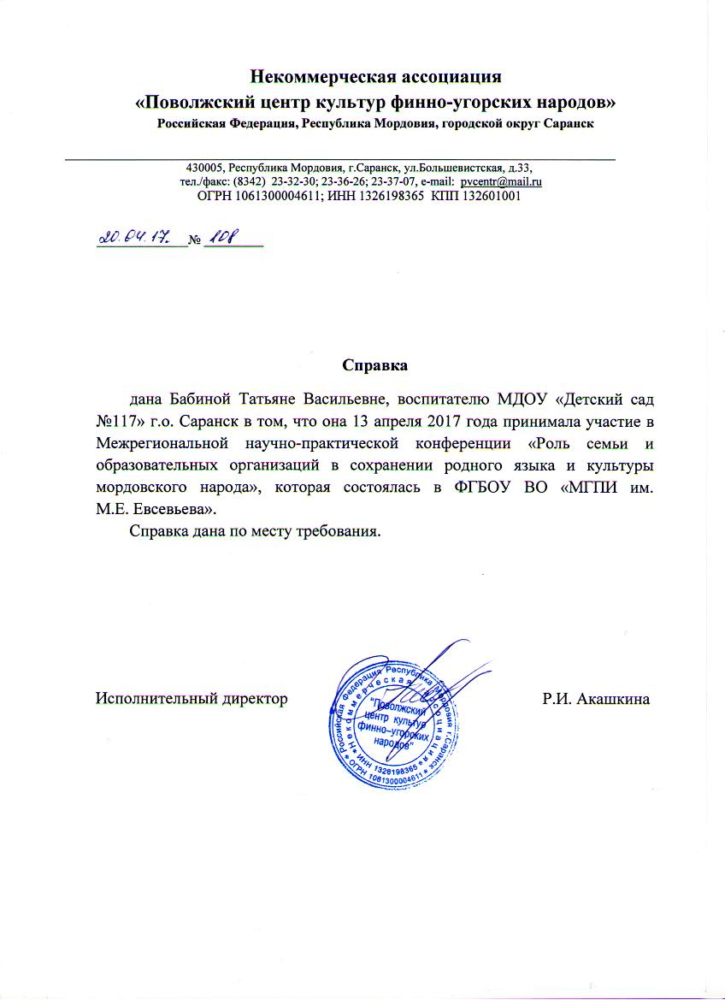 Некоммерческая ассоциация
«Поволжский центр культур финно-угорских народов»
Российская Федерация, Республика Мордовия, городской округ Саранск
430005, Республика Мордовия, г.Саранск, ул.Большевистская, д.33,
тел./факс: (8342) 23-32-30; 23-36-26; 23-37-07, e-mail: pvcentr@mail.ru
ОГРН 1061300004611; ИНН 1326198365 КПП 132601001
20.04.17. № 108
Справка
дана Бабиной Татьяне Васильевне, воспитателю МДОУ «Детский сад
№117» г.о. Саранск в том, что она 13 апреля 2017 года принимала участие в
Межрегиональной научно-практической конференции «Роль семьи и
образовательных организаций в сохранении родного языка и культуры
мордовского народа», которая состоялась в ФГБОУ ВО «МГПИ им.
М.Е. Евсевьева».
Справка дана по месту требования.
Исполнительный директор
Р.И. Акашкина
Российская Федерация Республика Мордовия г.Саранск
* ОГРН 1061300004611 *
Некоммерческая ассоциация
* ИНН 1326198365 *
"Поволжский
центр культур
финно-угорских
народов"